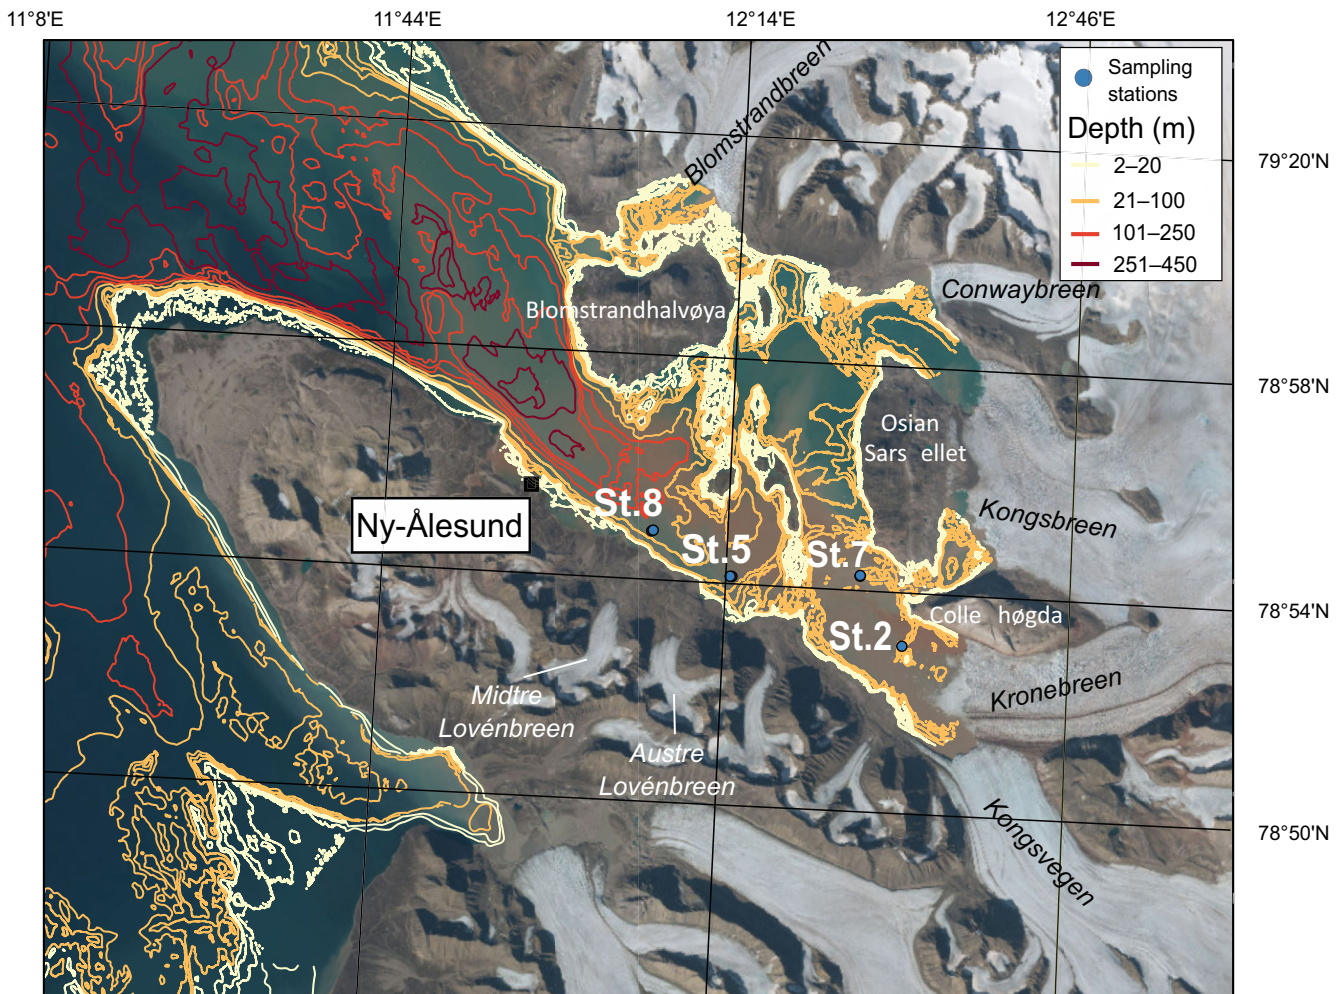 11°8'E
11°44'E
12°14'E
12°46'E
Sampling
stations
Depth (m)
2–20
21–100
101–250
251–450
79°20'N
78°58'N
78°54'N
78°50'N
Blomstrandbreen
Conwaybreen
Blomstrandhalvøya
Osian
Sars ellet
Kongsbreen
St.8
Ny-Ålesund
St.5
St.7
Colle høgda
St.2
Kronebreen
Midtre
Lovénbreen
Austre
Lovénbreen
Kongsvegen